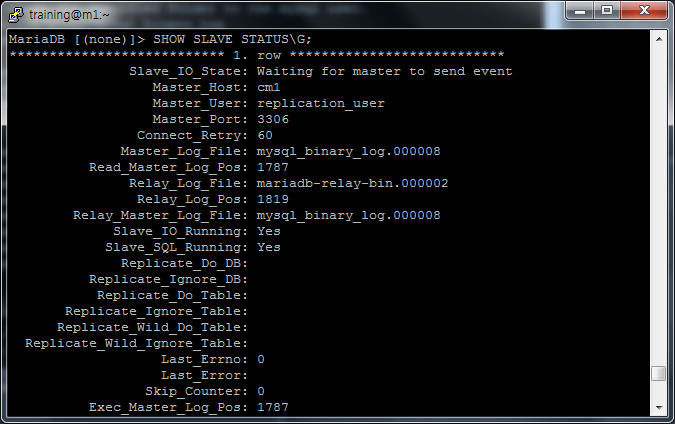 training@m1:~
MariaDB [(none)]> SHOW SLAVE STATUS\G;
*************************** 1. row ***************************
Slave_IO_State: Waiting for master to send event
Master_Host: cm1
Master_User: replication_user
Master_Port: 3306
Connect_Retry: 60
Master_Log_File: mysql_binary_log.000008
Read_Master_Log_Pos: 1787
Relay_Log_File: mariadb-relay-bin.000002
Relay_Log_Pos: 1819
Relay_Master_Log_File: mysql_binary_log.000008
Slave_IO_Running: Yes
Slave_SQL_Running: Yes
Replicate_Do_DB:
Replicate_Ignore_DB:
Replicate_Do_Table:
Replicate_Ignore_Table:
Replicate_Wild_Do_Table:
Replicate_Wild_Ignore_Table:
Last_Errno: 0
Last_Error:
Skip_Counter: 0
Exec_Master_Log_Pos: 1787